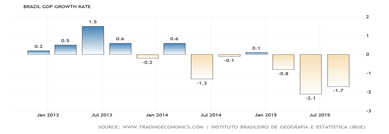 BRAZIL GDP GROWTH RATE
2
1.5
0.2
0.5
0.6
-0.2
0.6
-1.3
-0.1
0.1
-0.8
-2.1
-1.7
1
0
-1
-2
-3
Jan 2013
Jul 2013
Jan 2014
Jul 2014
Jan 2015
Jul 2015
SOURCE: WWW.TRADINGECONOMICS.COM | INSTITUTO BRASILEIRO DE GEOGRAFIA E ESTATÍSTICA (IBGE)